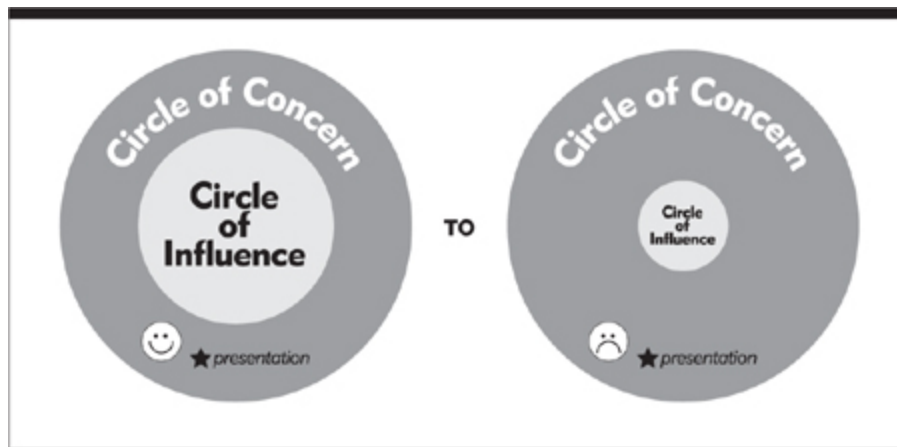 Circle of Concern
Circle
of
Influence
★presentation
TO
Circle of Concern
Circle
of
Influence
★presentation